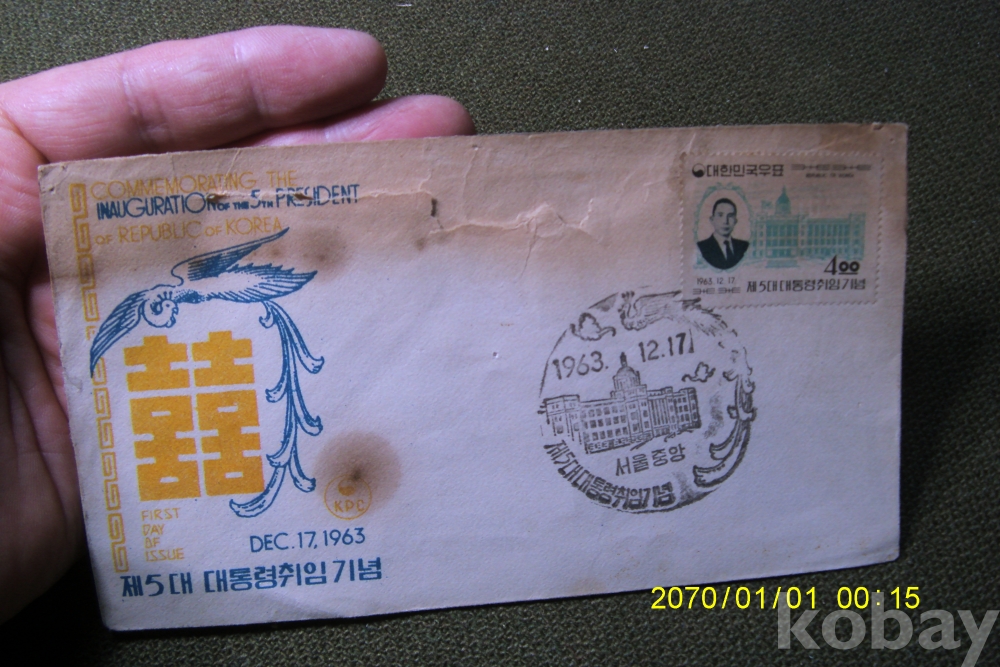 COMMEMORATING THE
INAUGURATION OF THE 5TH PRESIDENT
OF REPUBLIC OF KOREA
대한민국우표
REPUBLIC OF KOREA
1963.12.17.
400
제5대대통령취임기념
1963. 12.17
서울중앙
제5대대통령취임기념
囍
FIRST
DAY
OF
ISSUE
KPC
DEC.17,1963
제5대 대통령취임기념
2070/01/01 00:15
kobay